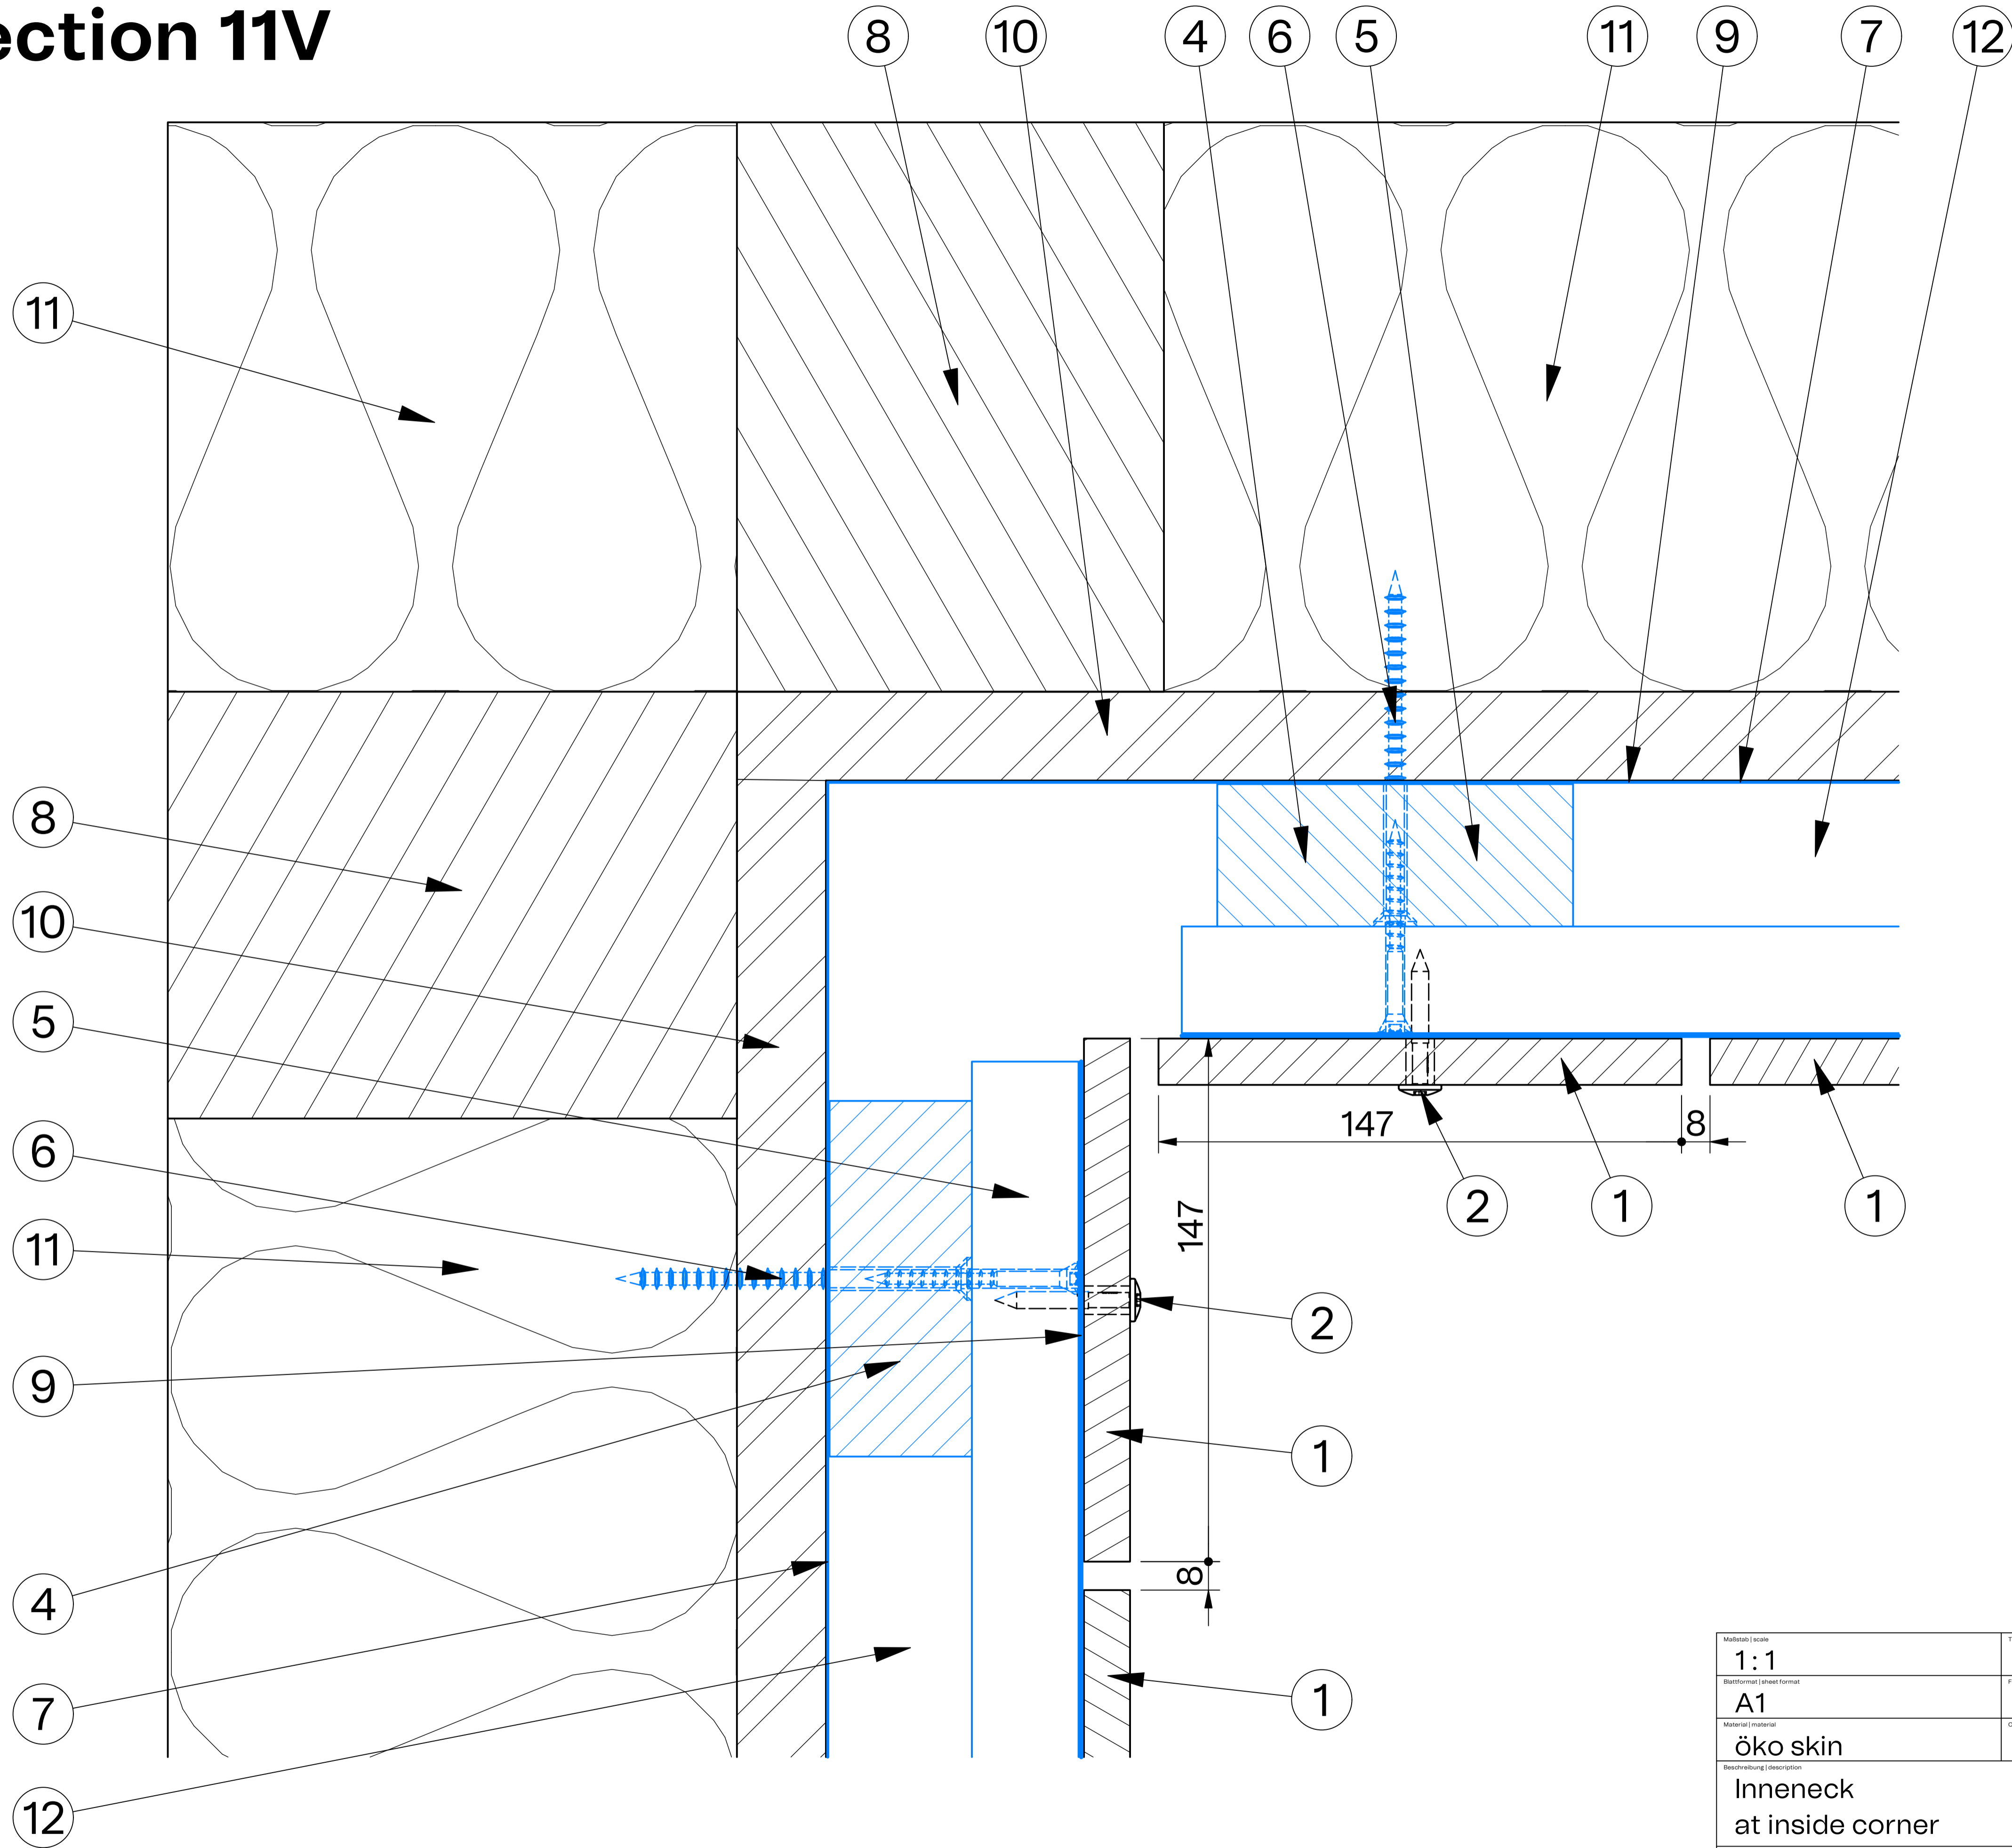 ection 11V
8 10 4 6 5 11 9 7 12
11
8
10
5
6
11
9
4
7
12
147 8
2 1 1
147
2
1
8
1
Maßstab | scale
1 : 1
Blattformat | sheet format
A1
Material | material
öko skin
Beschreibung | description
Inneneck
at inside corner